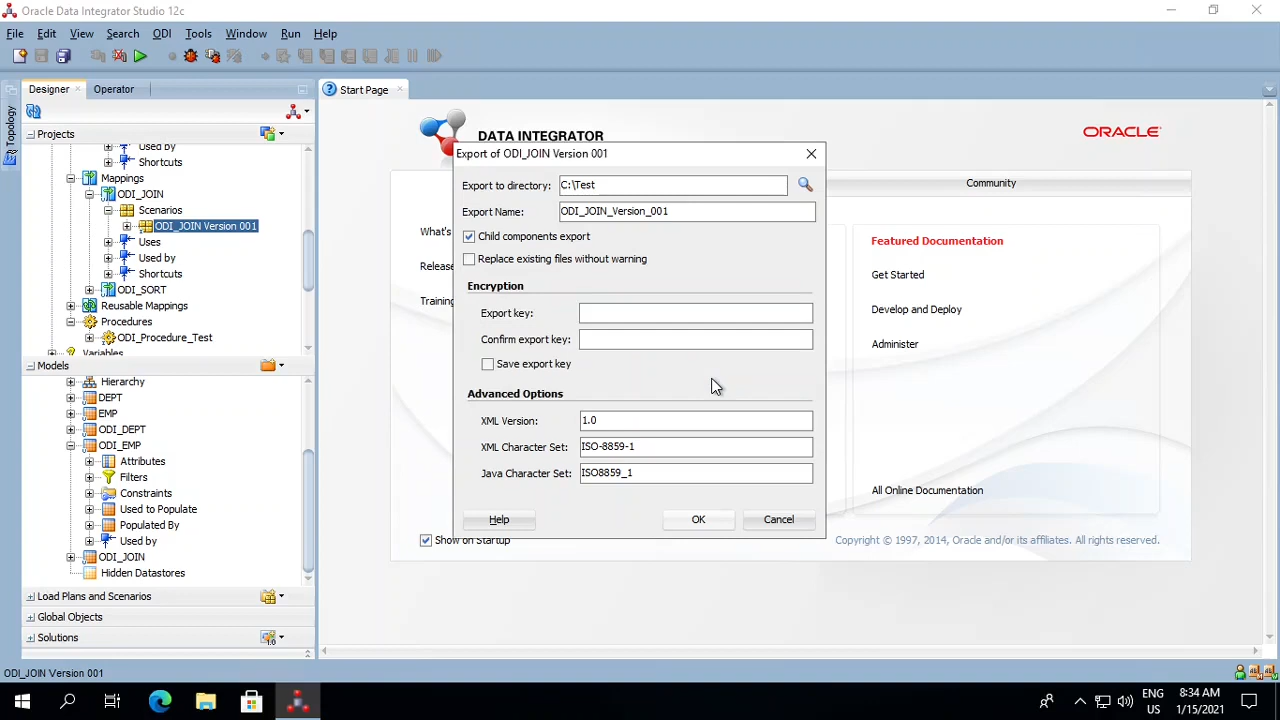 Oracle Data Integrator Studio 12c
File Edit View Search ODI Tools Window Run Help
Designer Operator
Start Page
Topology
Projects
Used by
Shortcuts
Mappings
ODI_JOIN
Scenarios
ODI_JOIN Version 001
Uses
Used by
Shortcuts
ODI_SORT
Reusable Mappings
Procedures
ODI_Procedure_Test
Variables
Models
Hierarchy
DEPT
EMP
ODI_DEPT
ODI_EMP
Attributes
Filters
Constraints
Used to Populate
Populated By
Used by
ODI_JOIN
Hidden Datastores
Load Plans and Scenarios
Global Objects
Solutions
1.0
ODI_JOIN Version 001
DATA INTEGRATOR
ORACLE
What's
Release
Training
Community
Featured Documentation
Get Started
Develop and Deploy
Administer
All Online Documentation
Show on Startup
Copyright © 1997, 2014, Oracle and/or its affiliates. All rights reserved.
Export of ODI_JOIN Version 001
Export to directory: C:\Test
Export Name: ODI_JOIN_Version_001
Child components export
Replace existing files without warning
Encryption
Export key:
Confirm export key:
Save export key
Advanced Options
XML Version: 1.0
XML Character Set: ISO-8859-1
Java Character Set: ISO8859_1
Help OK Cancel
ENG
US
8:34 AM
1/15/2021